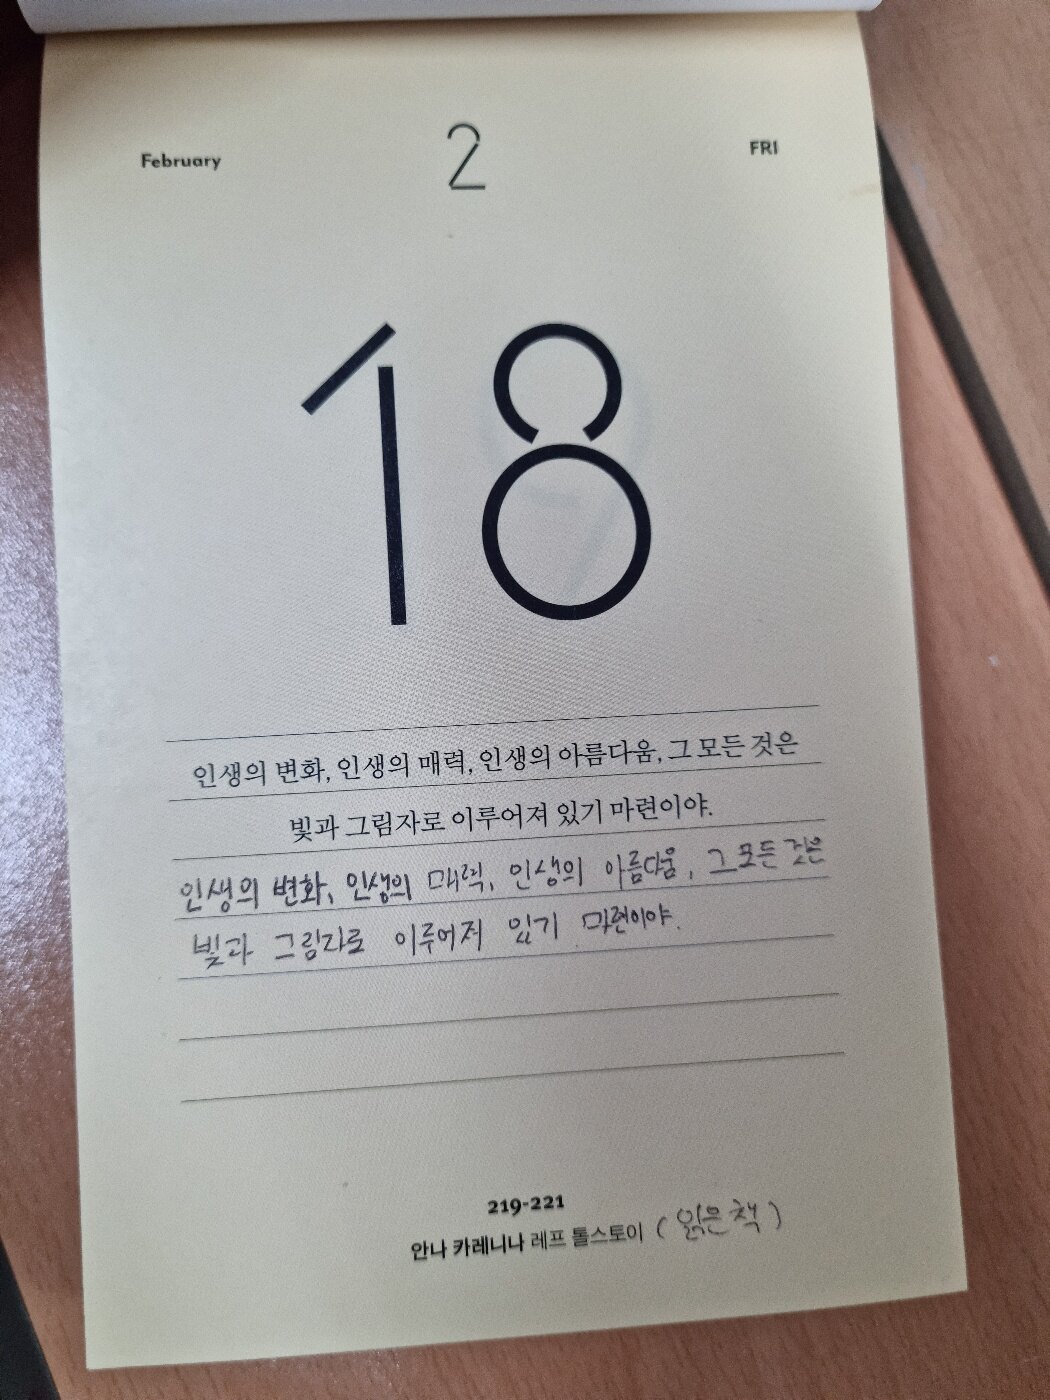 February 2 FRI
18
인생의 변화, 인생의 매력, 인생의 아름다움, 그 모든 것은
빛과 그림자로 이루어져 있기 마련이야.
인생의 변화, 인생의 매력, 인생의 아름다움, 그 모든 것은
빛과 그림자로 이루어져 있기 마련이야.
219-221
안나 카레니나 레프 톨스토이 (읽은 책)